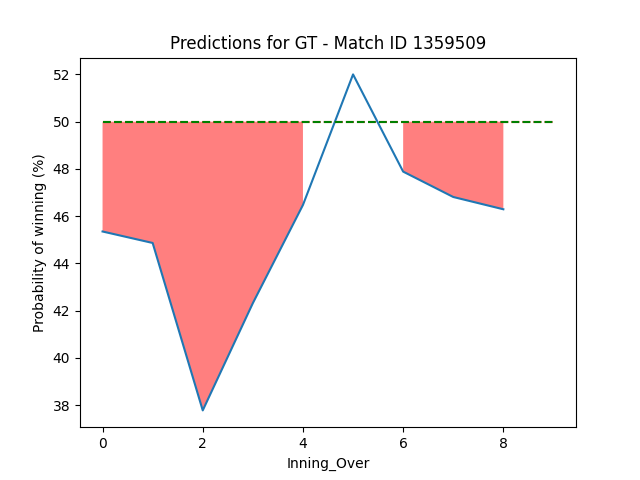 Predictions for GT - Match ID 1359509
52
50
48
46
44
42
40
38
Probability of winning (%)
0 2 4 6 8
Inning_Over